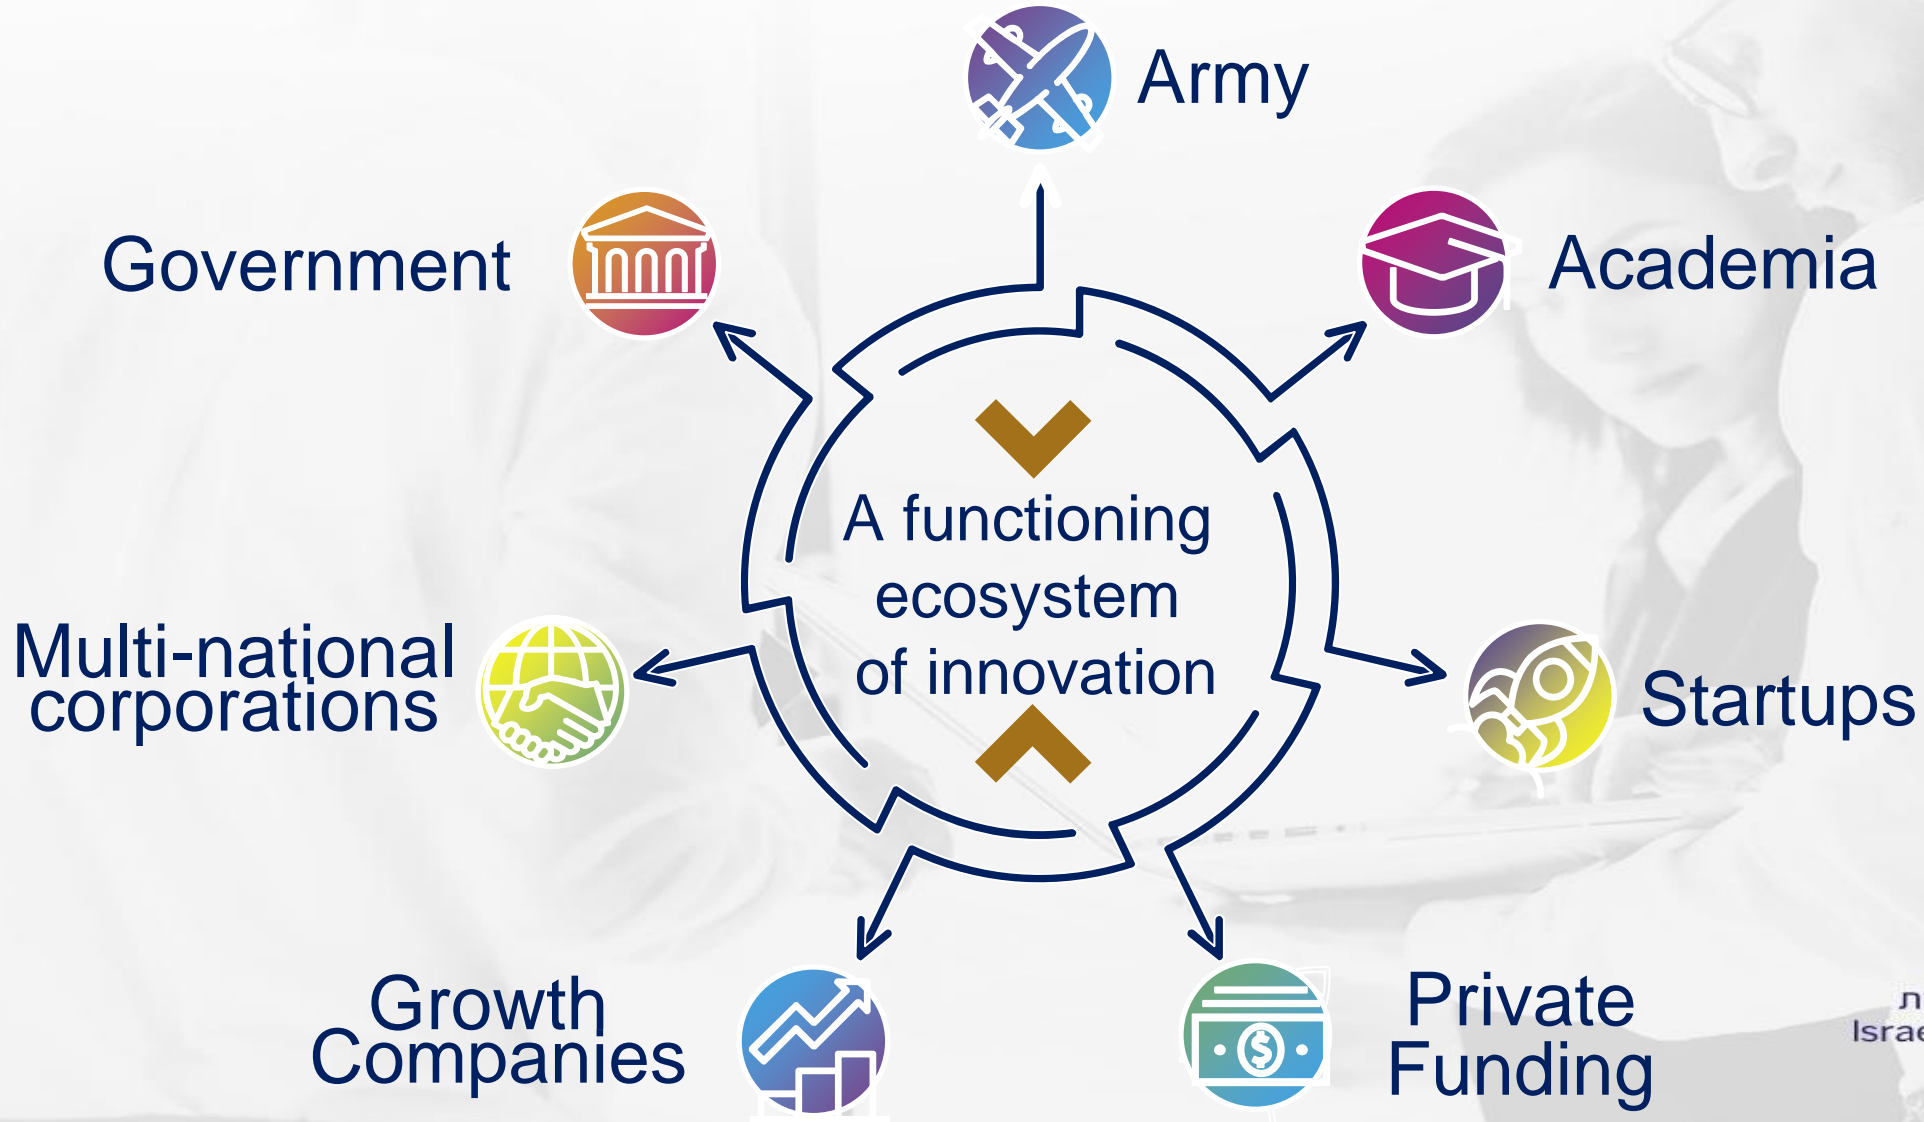 Army
Government
Academia
A functioning
ecosystem
of innovation
Multi-national
corporations
Startups
Growth
Companies
Private
Funding